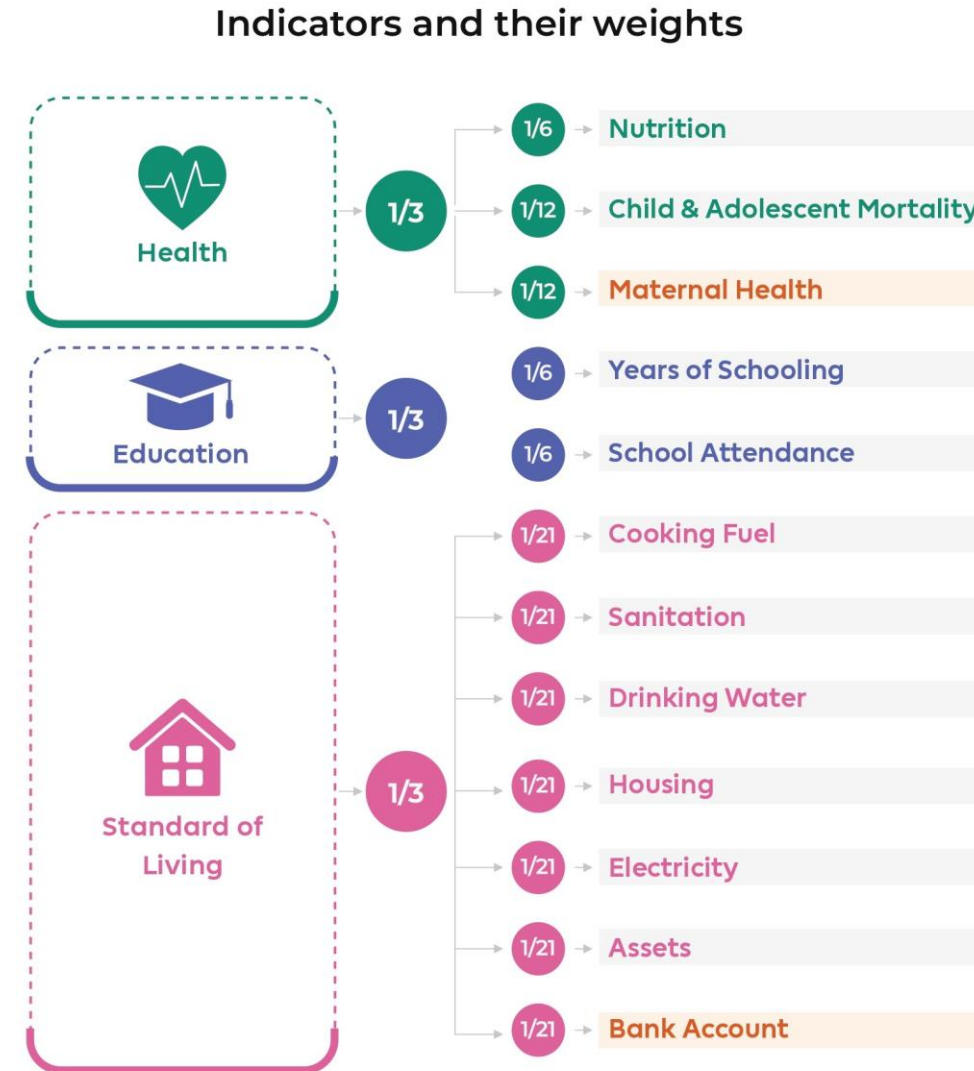 Indicators and their weights
Health
1/3
1/6
Nutrition
1/12
Child & Adolescent Mortality
1/12
Maternal Health
Education
1/3
1/6
Years of Schooling
1/6
School Attendance
Standard of
Living
1/3
1/21
Cooking Fuel
1/21
Sanitation
1/21
Drinking Water
1/21
Housing
1/21
Electricity
1/21
Assets
1/21
Bank Account